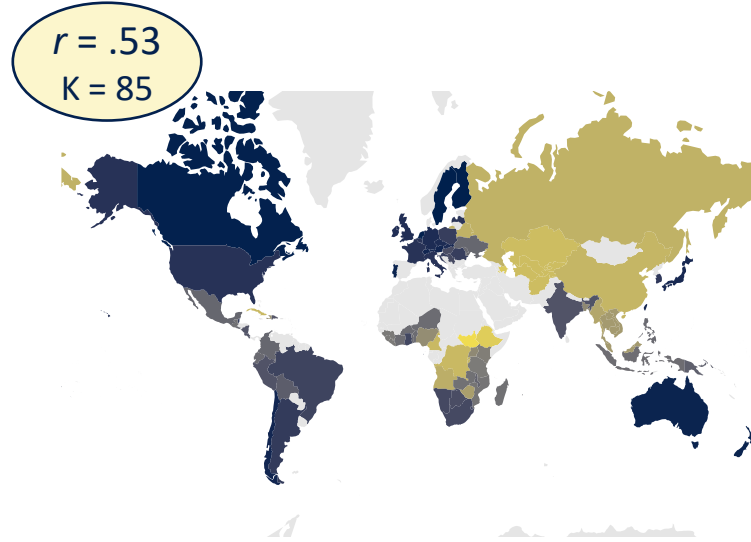 r = .53
K = 85